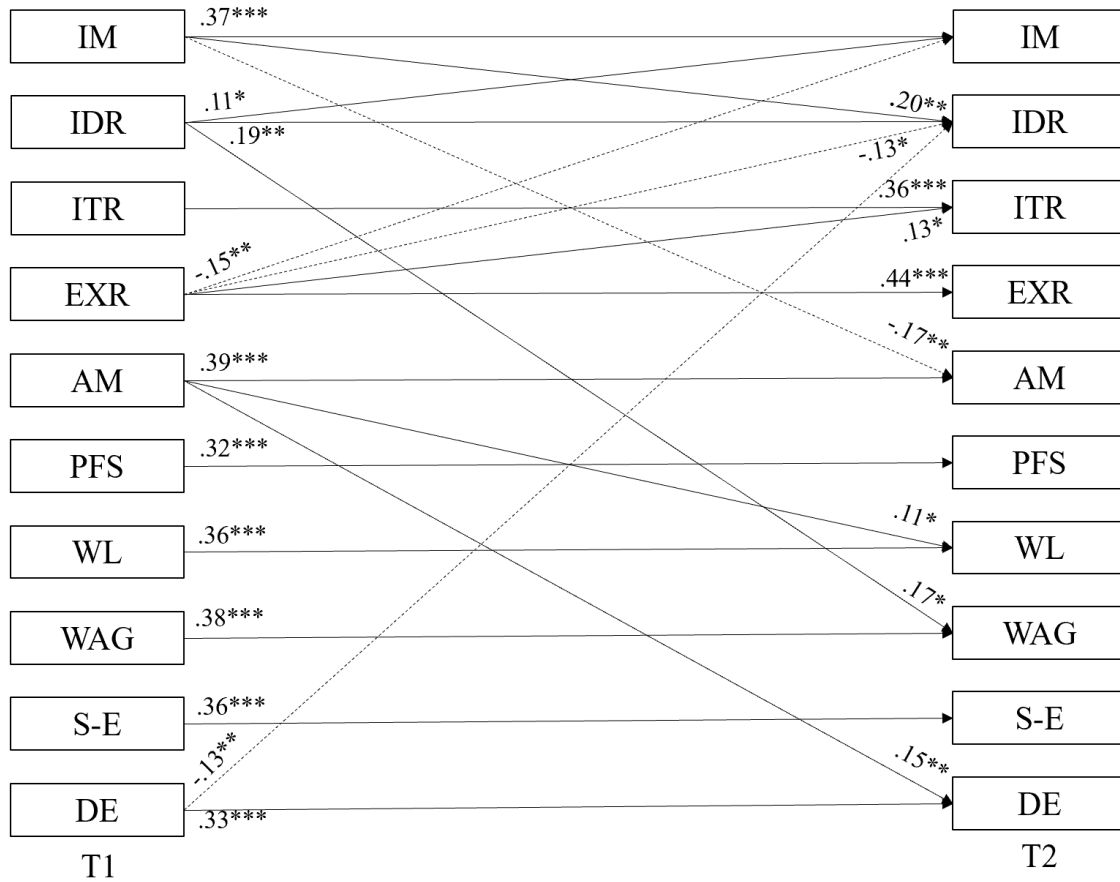 .37***
IM
IM
.11*
.20**
IDR
IDR
.19**
-.13*
.36***
ITR
ITR
.13*
-.15**
.44***
EXR
EXR
-.17**
.39***
AM
AM
.32***
PFS
PFS
.11*
.36***
WL
WL
.17*
.38***
WAG
WAG
.36***
S-E
S-E
-.13**
.15**
DE
DE
.33***
T1
T2